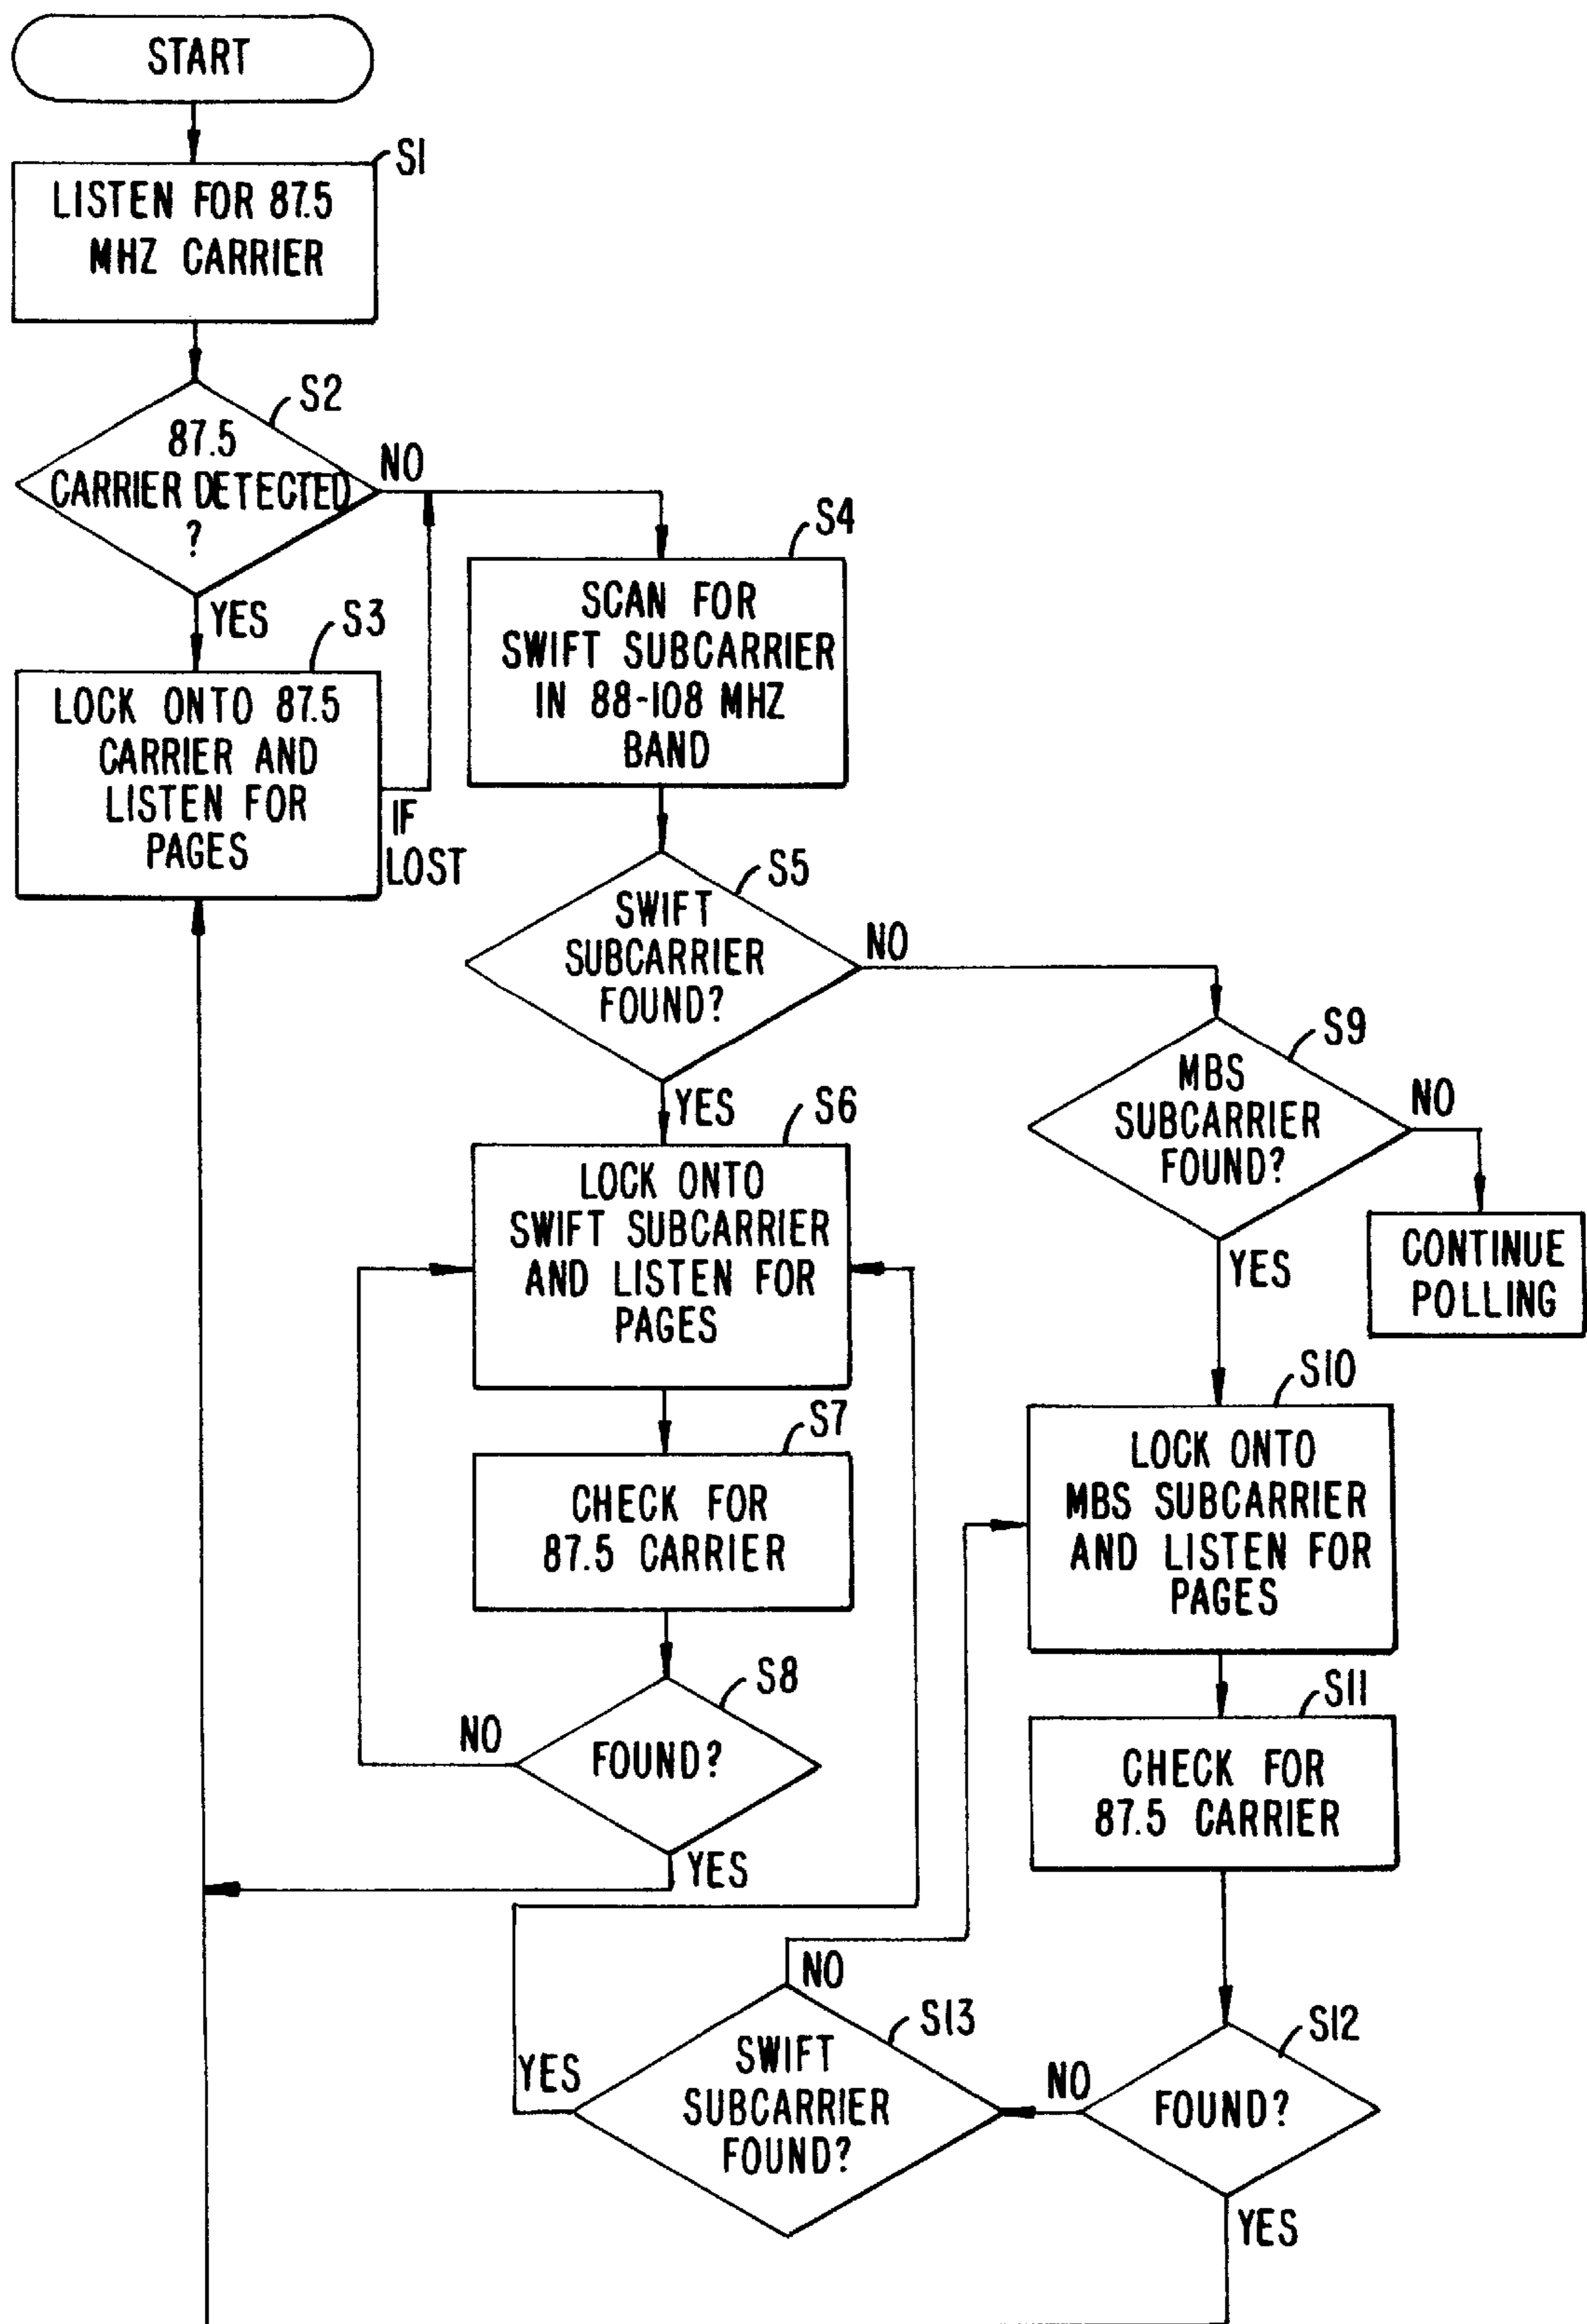 START
S1
LISTEN FOR 87.5
MHZ CARRIER
S2
87.5
CARRIER DETECTED
?
NO
YES
S3
LOCK ONTO 87.5
CARRIER AND
LISTEN FOR
PAGES
IF
LOST
S4
SCAN FOR
SWIFT SUBCARRIER
IN 88-108 MHZ
BAND
S5
SWIFT
SUBCARRIER
FOUND?
NO
YES
S6
LOCK ONTO
SWIFT SUBCARRIER
AND LISTEN FOR
PAGES
S7
CHECK FOR
87.5 CARRIER
S8
FOUND?
NO
YES
S9
MBS
SUBCARRIER
FOUND?
NO
CONTINUE
POLLING
YES
S10
LOCK ONTO
MBS SUBCARRIER
AND LISTEN FOR
PAGES
S11
CHECK FOR
87.5 CARRIER
S12
FOUND?
NO
YES
S13
SWIFT
SUBCARRIER
FOUND?
NO
YES